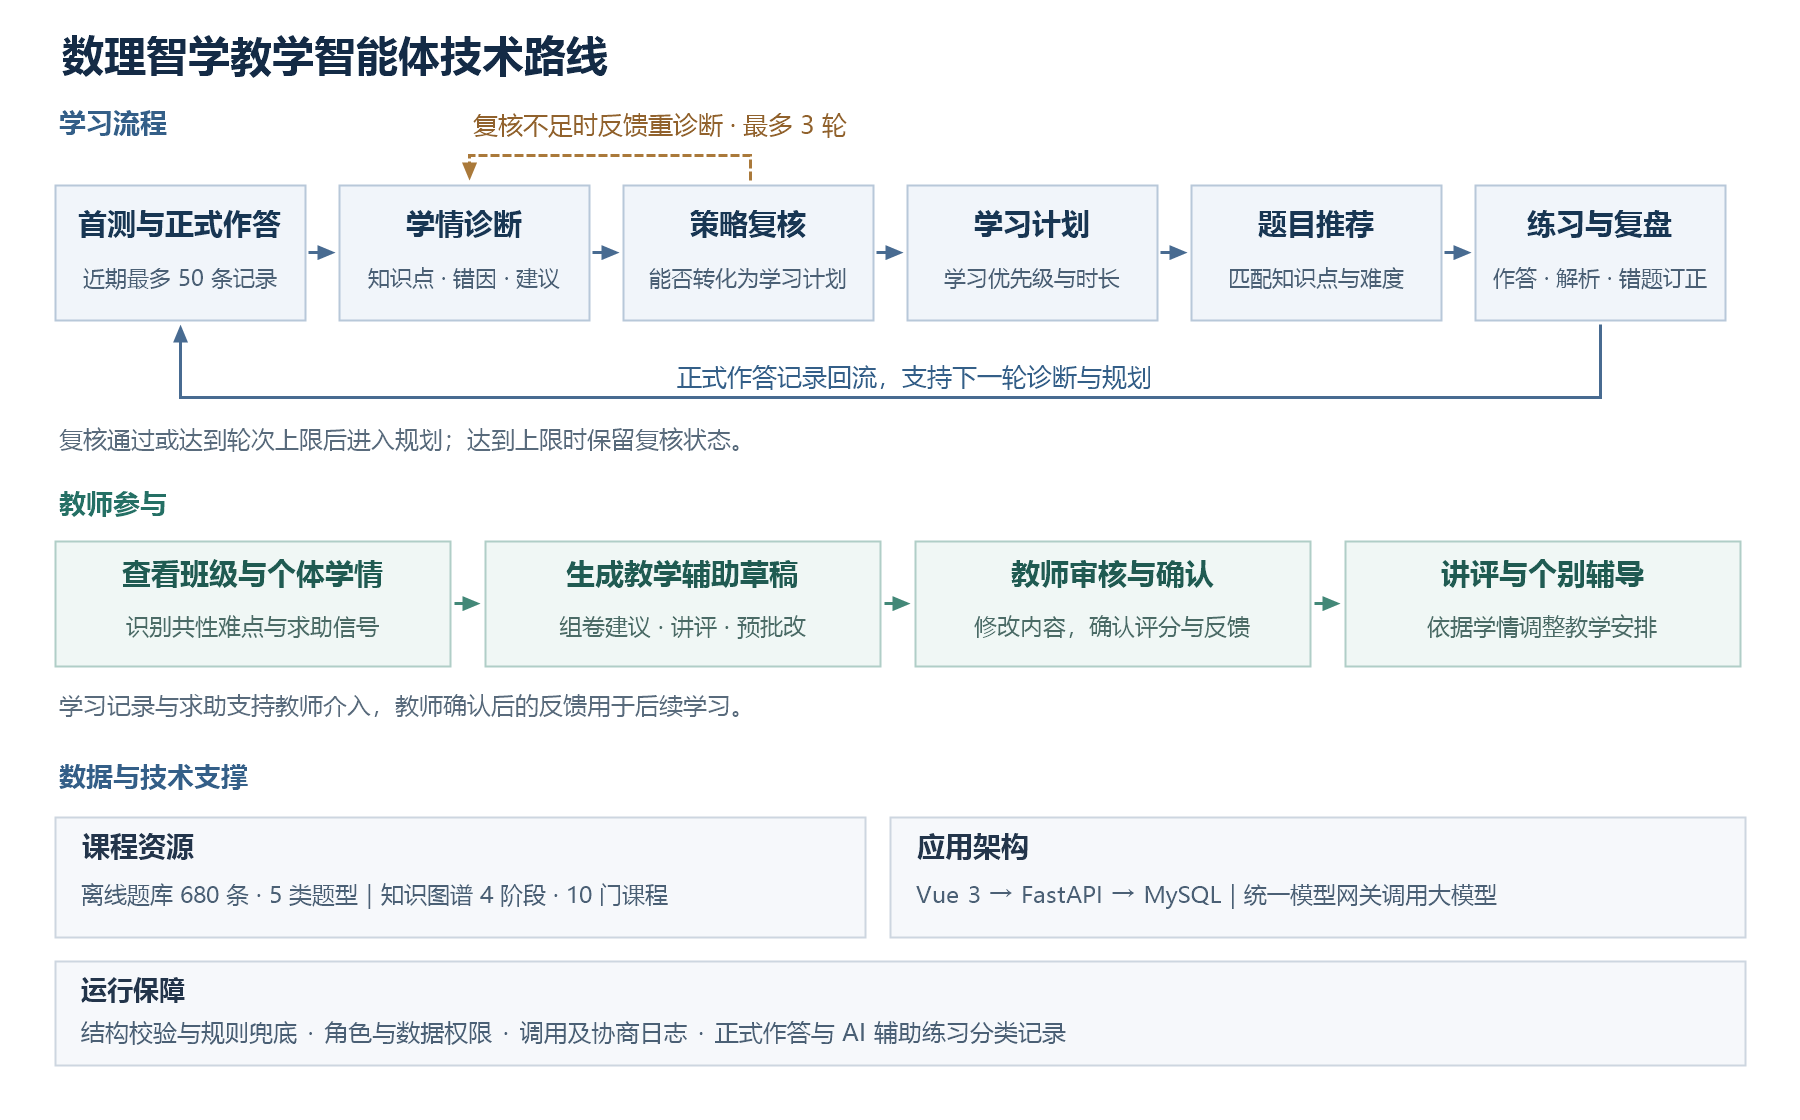 数理智学教学智能体技术路线
学习流程
复核不足时反馈重诊断 · 最多 3 轮
首测与正式作答
近期最多 50 条记录
学情诊断
知识点 · 错因 · 建议
策略复核
能否转化为学习计划
学习计划
学习优先级与时长
题目推荐
匹配知识点与难度
练习与复盘
作答 · 解析 · 错题订正
正式作答记录回流，支持下一轮诊断与规划
复核通过或达到轮次上限后进入规划；达到上限时保留复核状态。
教师参与
查看班级与个体学情
识别共性难点与求助信号
生成教学辅助草稿
组卷建议 · 讲评 · 预批改
教师审核与确认
修改内容，确认评分与反馈
讲评与个别辅导
依据学情调整教学安排
学习记录与求助支持教师介入，教师确认后的反馈用于后续学习。
数据与技术支撑
课程资源
离线题库 680 条 · 5 类题型 | 知识图谱 4 阶段 · 10 门课程
应用架构
Vue 3 → FastAPI → MySQL | 统一模型网关调用大模型
运行保障
结构校验与规则兜底 · 角色与数据权限 · 调用及协商日志 · 正式作答与 AI 辅助练习分类记录